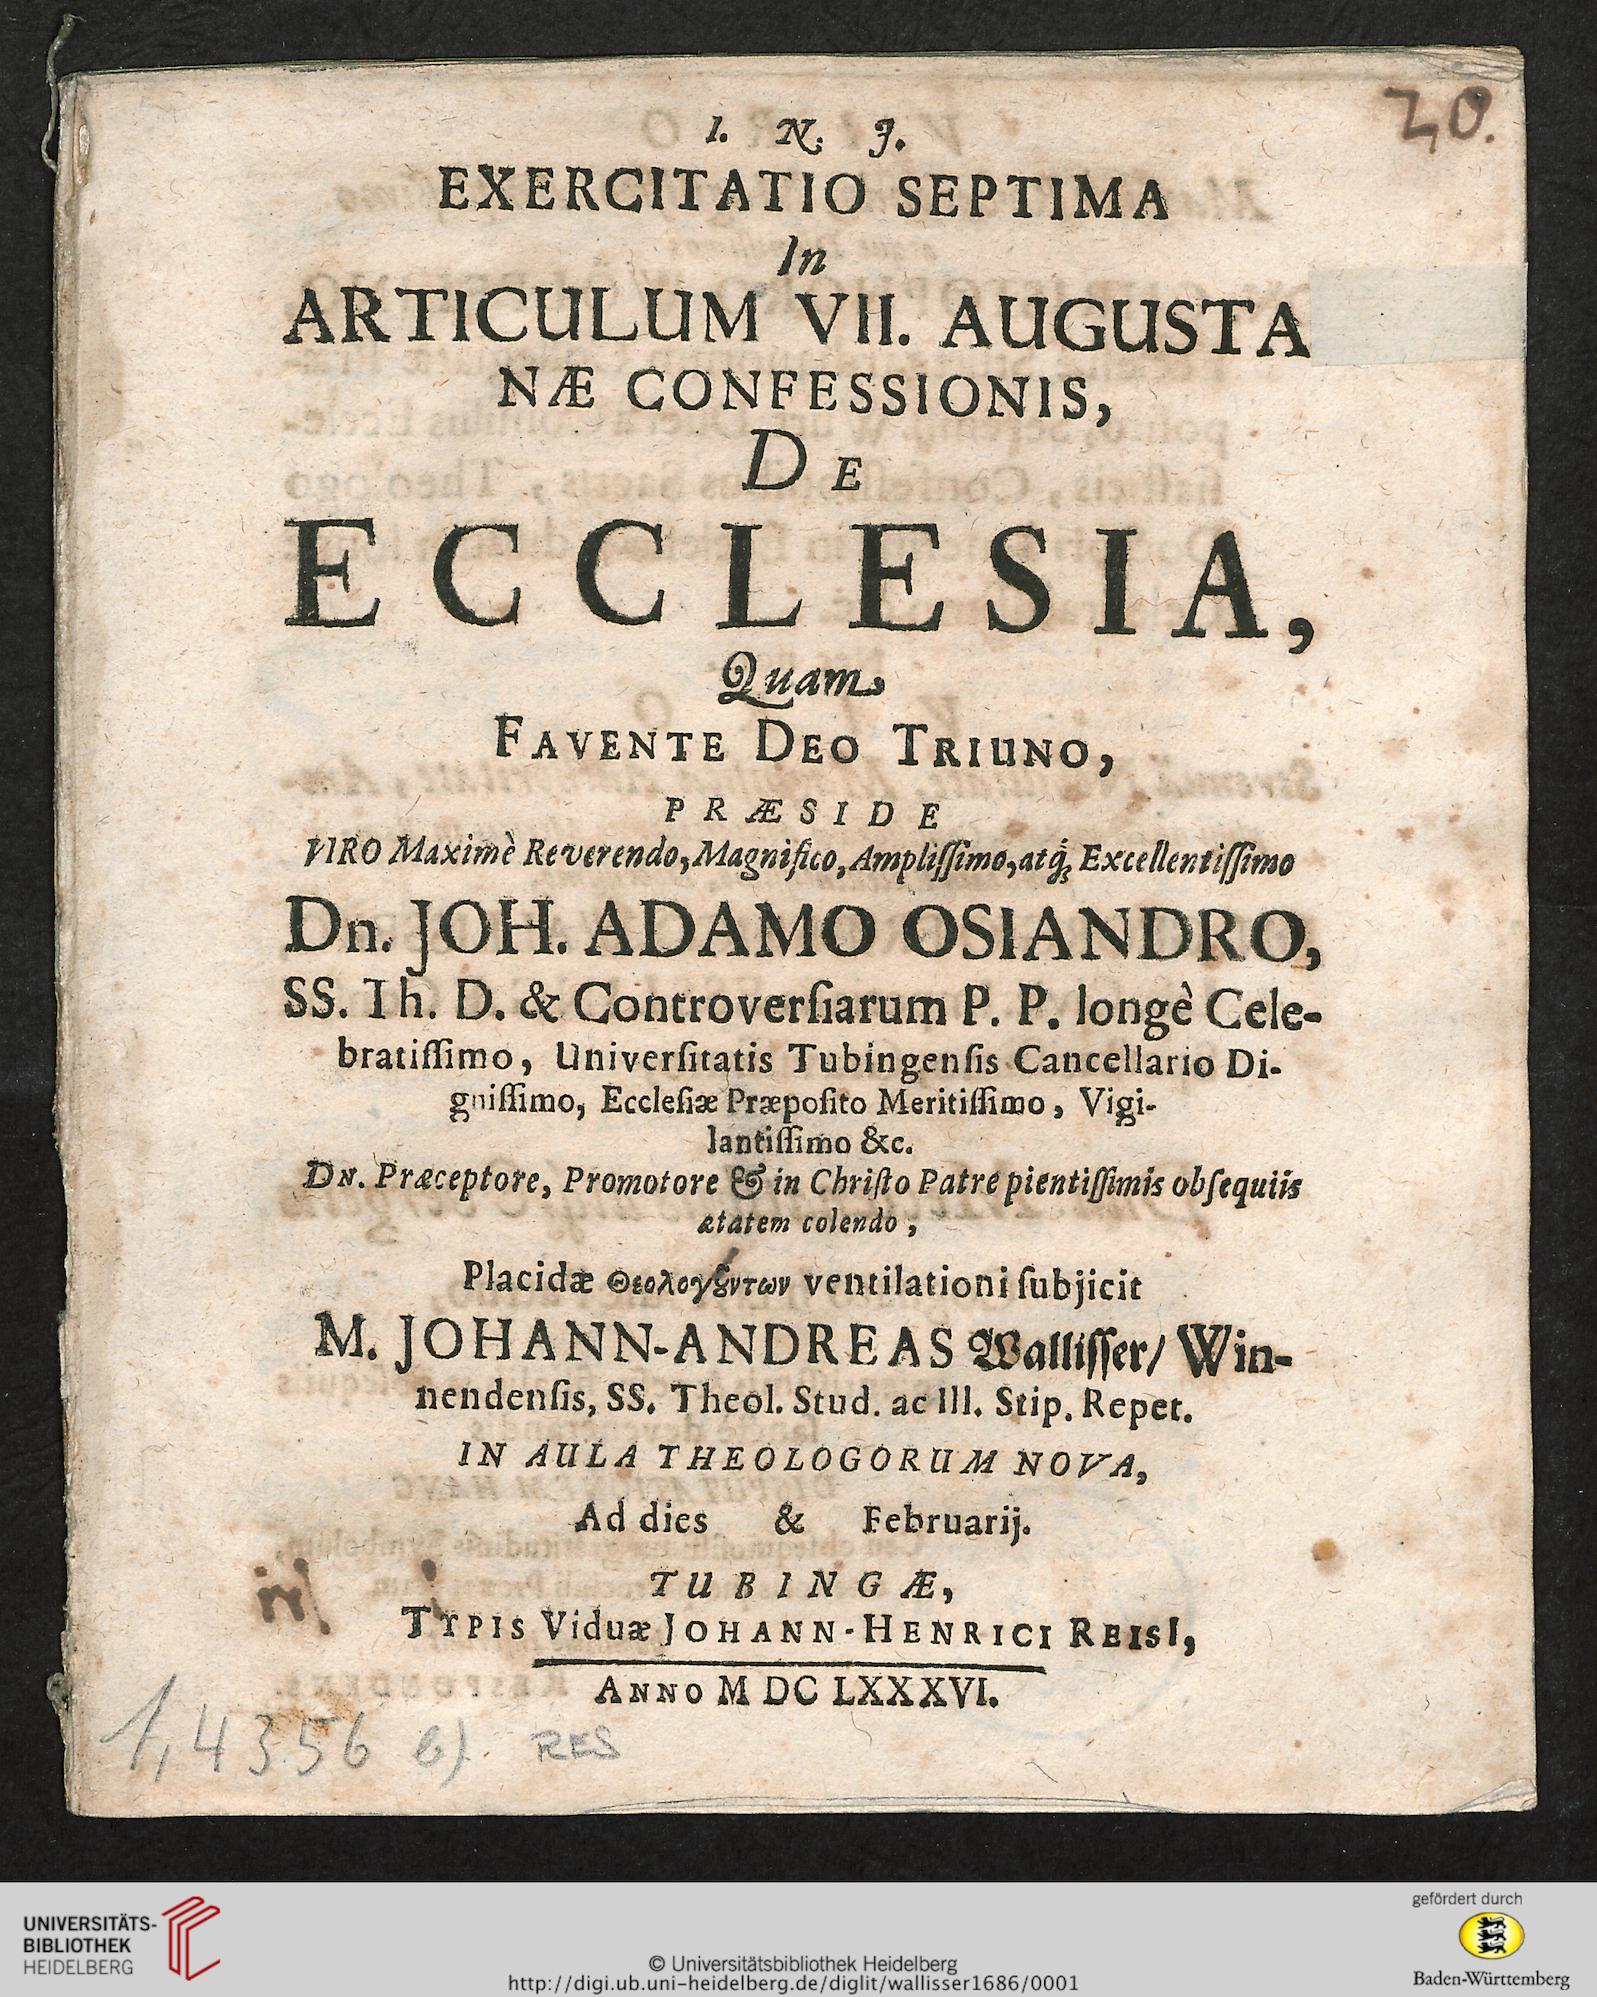 20.
I. N. J.
EXERCITATIO SEPTIMA
In
ARTICULUM VII. AUGUSTA
NÆ CONFESSIONIS,
DE
ECCLESIA,
Quam,
FAVENTE DEO TRIUNO,
PRÆSIDE
VIRO Maximè Reverendo, Magnifico, Ampliſſimo, atq́; Excellentiſſimo
Dn. JOH. ADAMO OSIANDRO,
SS. Th. D. & Controverſiarum P. P. longè Cele-
bratiſſimo, Univerſitatis Tubingenſis Cancellario Di-
gniſſimo, Eccleſiæ Præpoſito Meritiſſimo, Vigi-
lantiſſimo &c.
DN. Præceptore, Promotore & in Chriſto Patre pientiſſimis obſequiis
ætatem colendo,
Placidæ Θεολογȣ́ντων ventilationi ſubjicit
M. JOHANN-ANDREAS Walliſſer/ Win-
nendenſis, SS. Theol. Stud. ac Ill. Stip. Repet.
IN AULA THEOLOGORUM NOVA,
Ad dies & Februarij.
TUBINGÆ,
TYPIS Viduæ JOHANN-HENRICI REISI,
ANNO M DC LXXXVI.
1,4356 6) RES
UNIVERSITÄTS-
BIBLIOTHEK
HEIDELBERG
© Universitätsbibliothek Heidelberg
http://digi.ub.uni-heidelberg.de/diglit/wallisser1686/0001
gefördert durch
Baden-Württemberg